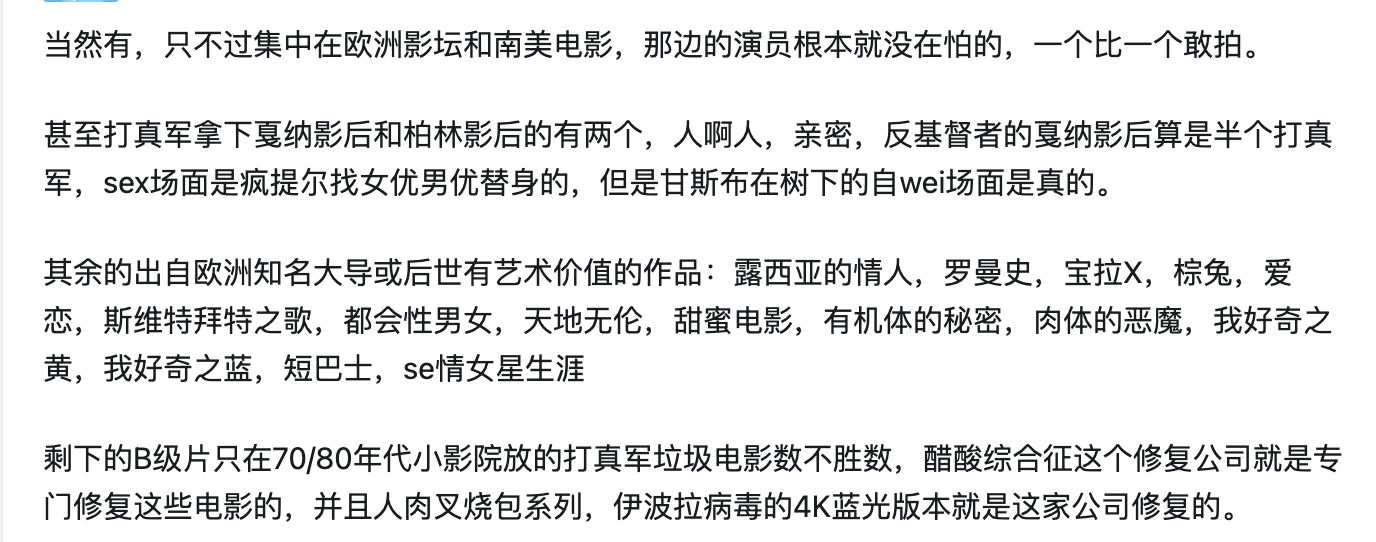 当然有，只不过集中在欧洲影坛和南美电影，那边的演员根本就没在怕的，一个比一个敢拍。
甚至打真军拿下戛纳影后和柏林影后的有两个，人啊人，亲密，反基督者的戛纳影后算是半个打真
军，sex场面是疯提尔找女优男优替身的，但是甘斯布在树下的自wei场面是真的。
其余的出自欧洲知名大导或后世有艺术价值的作品：露西亚的情人，罗曼史，宝拉X，棕兔，爱
恋，斯维特拜特之歌，都会性男女，天地无伦，甜蜜电影，有机体的秘密，肉体的恶魔，我好奇之
黄，我好奇之蓝，短巴士，se情女星生涯
剩下的B级片只在70/80年代小影院放的打真军垃圾电影数不胜数，醋酸综合征这个修复公司就是专
门修复这些电影的，并且人肉叉烧包系列，伊波拉病毒的4K蓝光版本就是这家公司修复的。